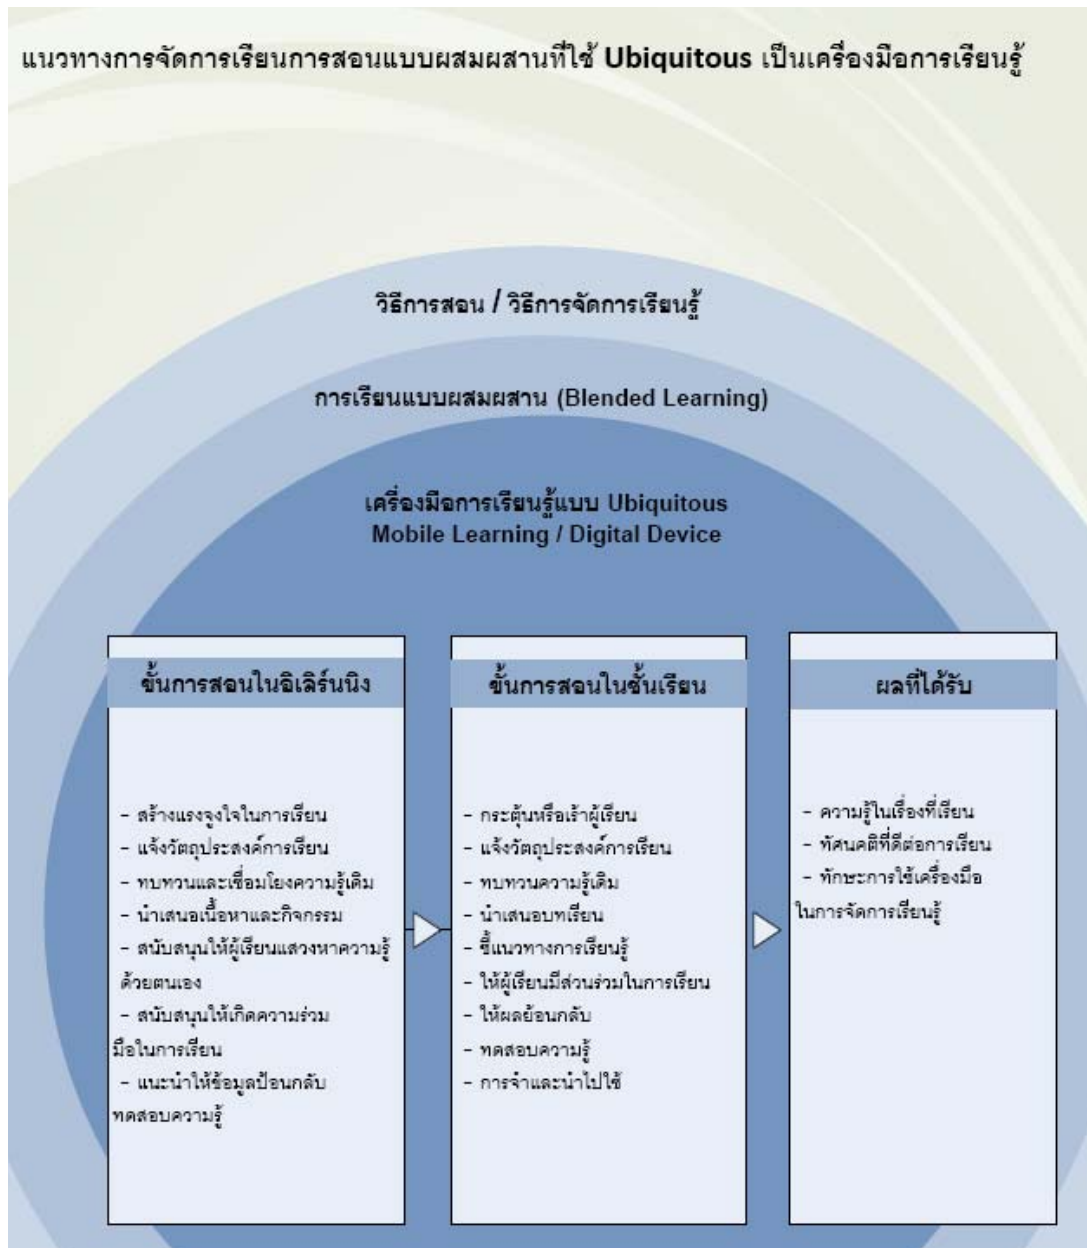 แนวทางการจัดการเรียนการสอนแบบผสมผสานที่ใช้ Ubiquitous เป็นเครื่องมือการเรียนรู้
วิธีการสอน / วิธีการจัดการเรียนรู้
การเรียนแบบผสมผสาน (Blended Learning)
เครื่องมือการเรียนรู้แบบ Ubiquitous
Mobile Learning / Digital Device
ขั้นการสอนในอิเลิร์นนิง
- สร้างแรงจูงใจในการเรียน
- แจ้งวัตถุประสงค์การเรียน
- ทบทวนและเชื่อมโยงความรู้เดิม
- นำเสนอเนื้อหาและกิจกรรม
- สนับสนุนให้ผู้เรียนแสวงหาความรู้
ด้วยตนเอง
- สนับสนุนให้เกิดความร่วม
มือในการเรียน
- แนะนำให้ข้อมูลป้อนกลับ
ทดสอบความรู้
ขั้นการสอนในชั้นเรียน
- กระตุ้นหรือเร้าผู้เรียน
- แจ้งวัตถุประสงค์การเรียน
- ทบทวนความรู้เดิม
- นำเสนอบทเรียน
- ชี้แนวทางการเรียนรู้
- ให้ผู้เรียนมีส่วนร่วมในการเรียน
- ให้ผลย้อนกลับ
- ทดสอบความรู้
- การจำและนำไปใช้
ผลที่ได้รับ
- ความรู้ในเรื่องที่เรียน
- ทัศนคติที่ดีต่อการเรียน
- ทักษะการใช้เครื่องมือ
ในการจัดการเรียนรู้